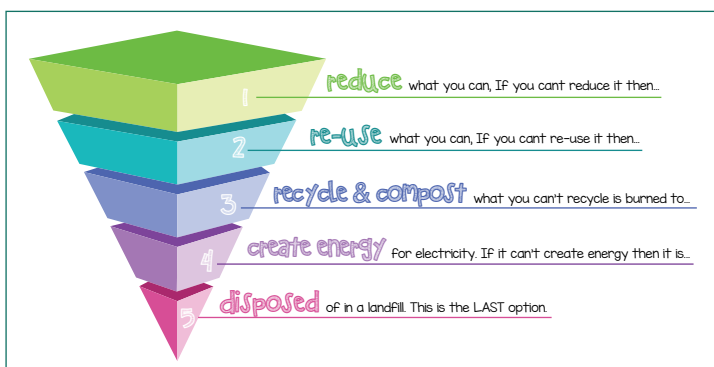 1 reduce what you can, If you cant reduce it then...
2 re-use what you can, If you cant re-use it then...
3 recycle & compost what you can't recycle is burned to...
4 create energy for electricity. If it can't create energy then it is...
5 disposed of in a landfill. This is the LAST option.